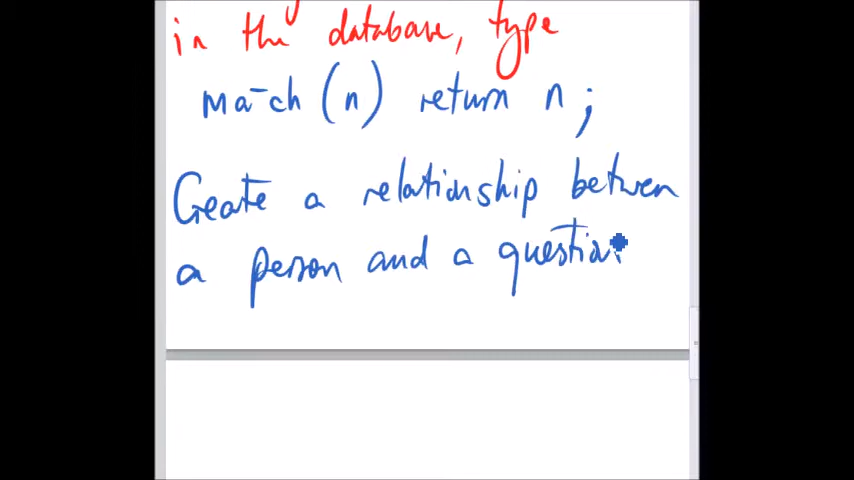 in the database, type
match (n) return n ;
Create a relationship between
a person and a question